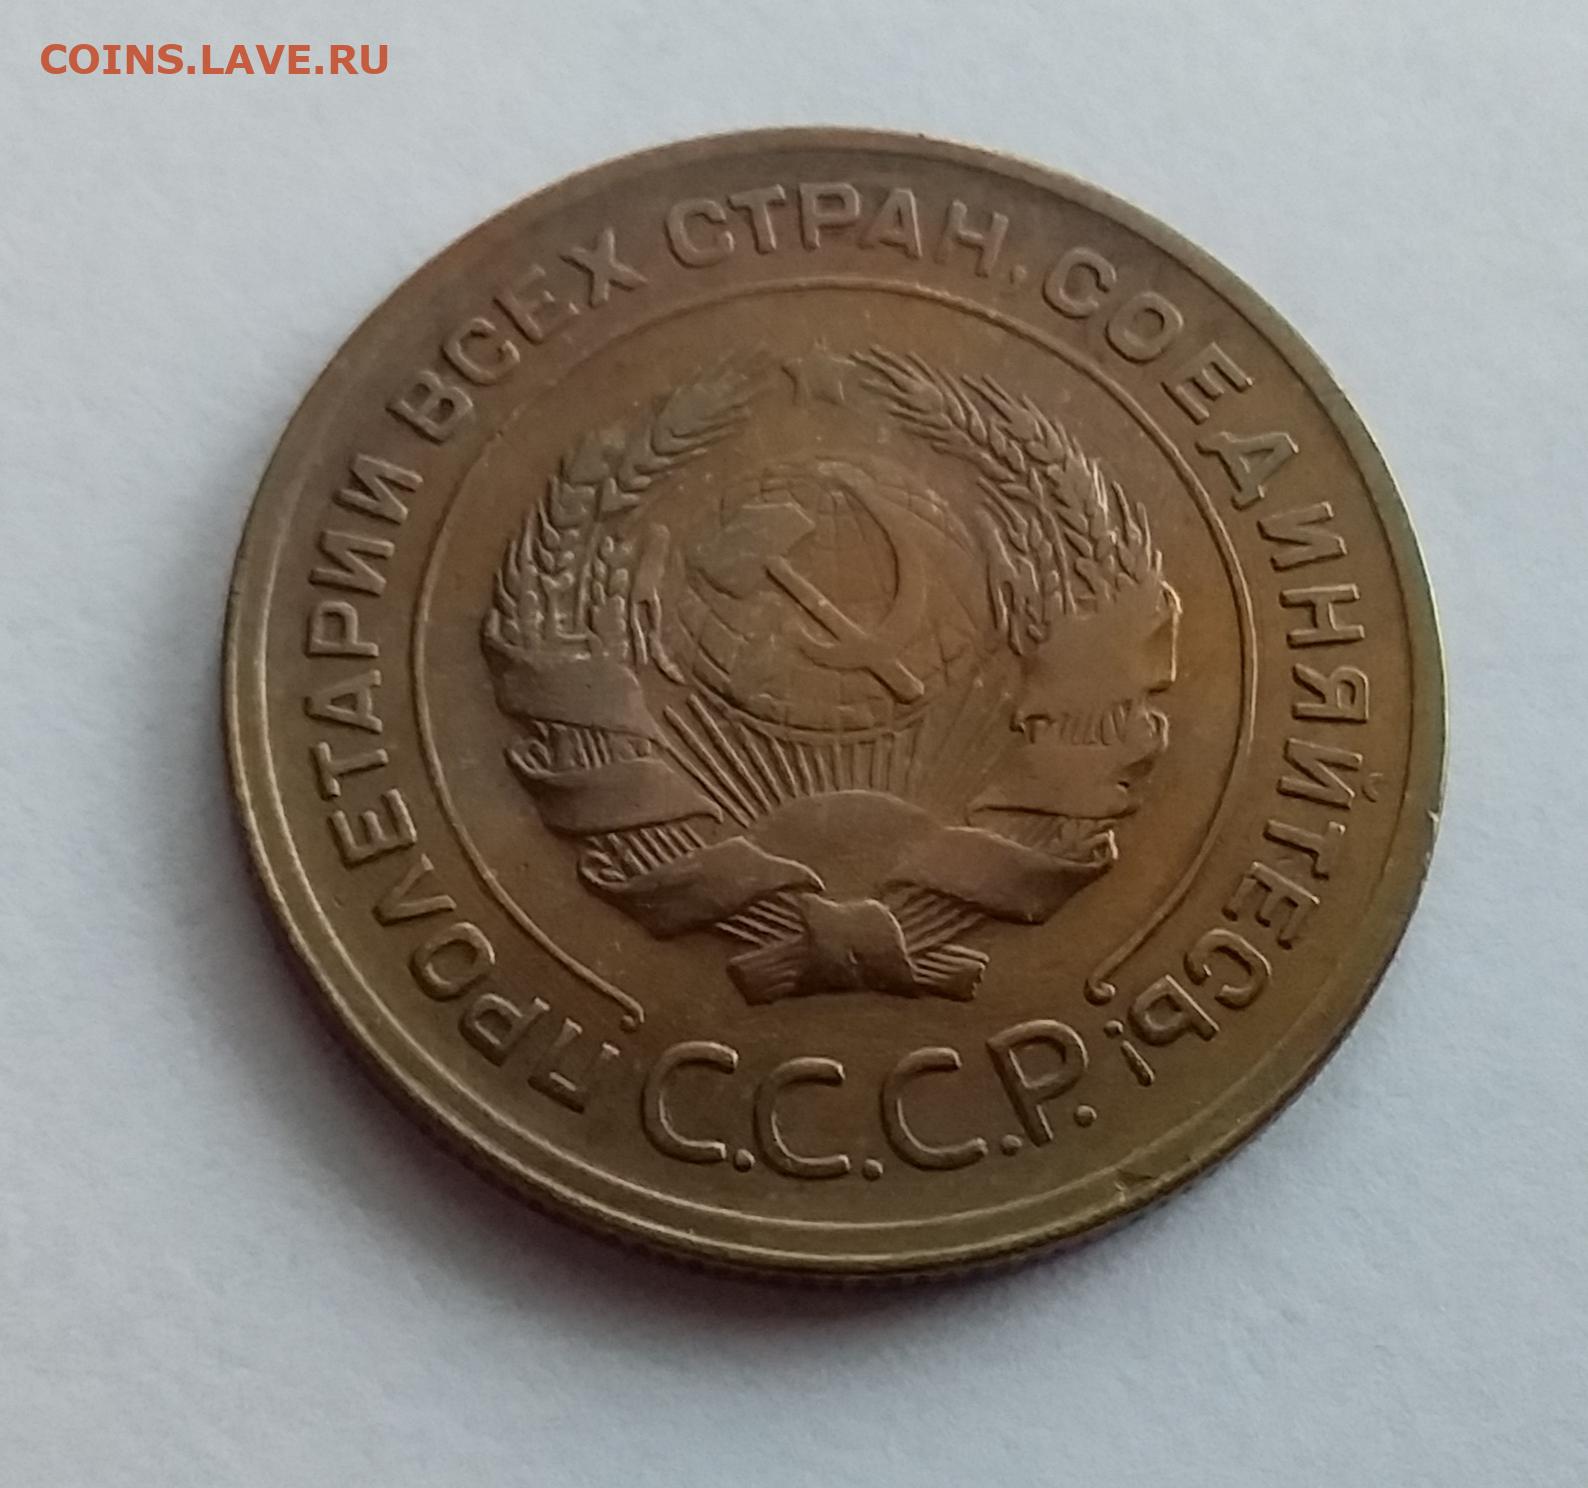 COINS.LAVE.RU
ПРОЛЕТАРИИ ВСЕХ СТРАН, СОЕДИНЯЙТЕСЬ!
С.С.С.Р.